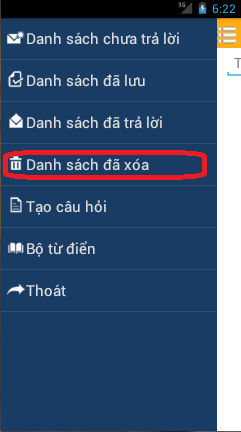 3G 6:22
Danh sách chưa trả lời
Danh sách đã lưu
Danh sách đã trả lời
Danh sách đã xóa
Tạo câu hỏi
Bộ từ điển
Thoát
T